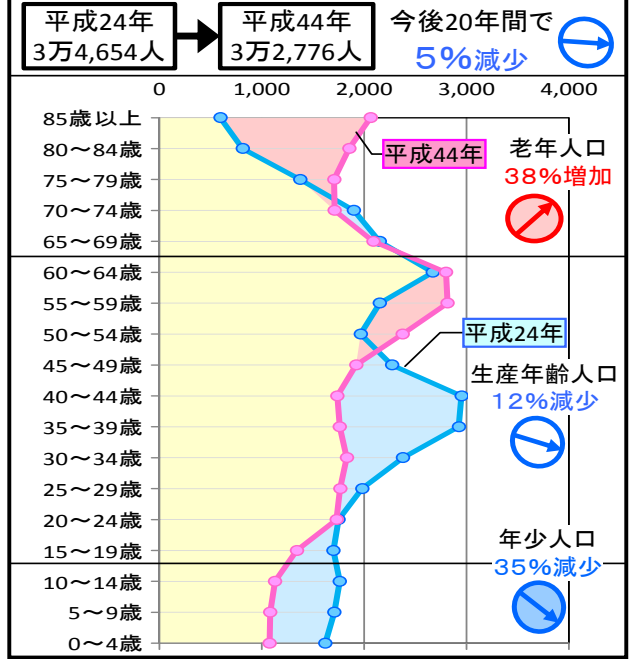 平成24年
3万4,654人
平成44年
3万2,776人
今後20年間で
5%減少
0 1,000 2,000 3,000 4,000
85歳以上
80～84歳
75～79歳
70～74歳
65～69歳
60～64歳
55～59歳
50～54歳
45～49歳
40～44歳
35～39歳
30～34歳
25～29歳
20～24歳
15～19歳
10～14歳
5～9歳
0～4歳
平成44年
老年人口
38%増加
平成24年
生産年齢人口
12%減少
年少人口
35%減少